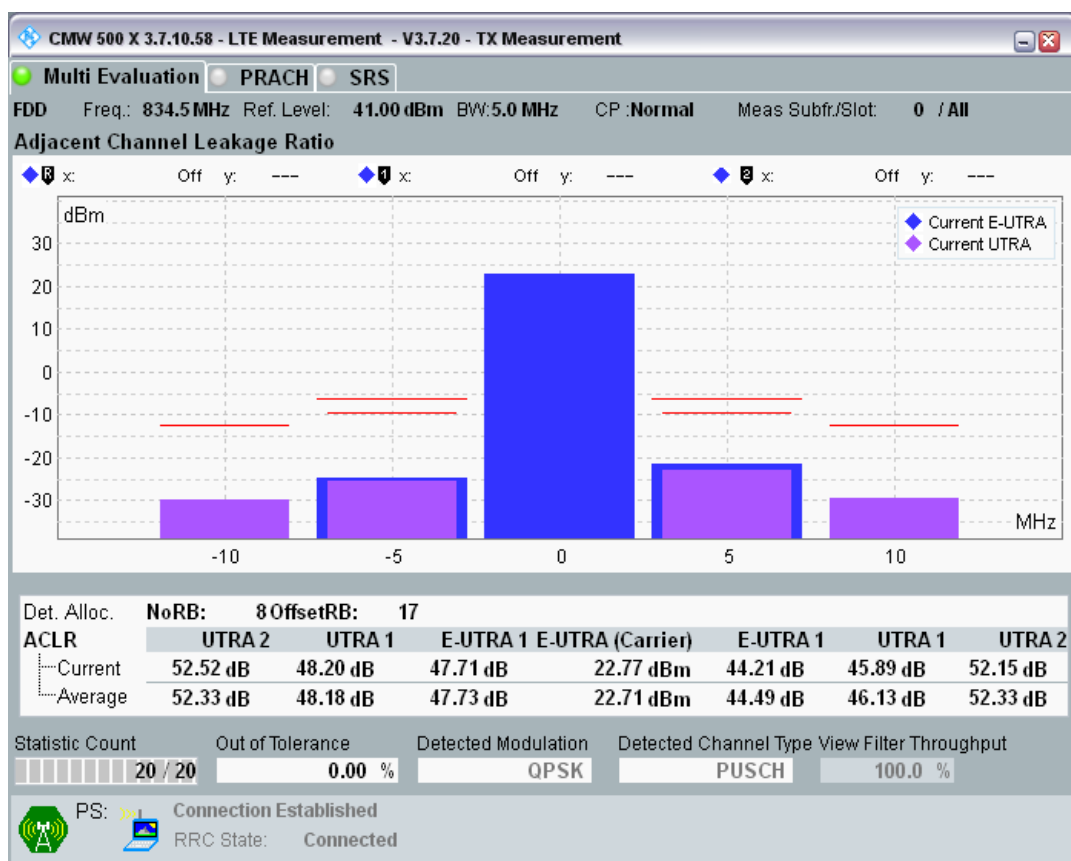 CMW 500 X 3.7.10.58 - LTE Measurement - V3.7.20 - TX Measurement
Multi Evaluation PRACH SRS
FDD Freq.: 834.5 MHz Ref. Level: 41.00 dBm BW:5.0 MHz CP :Normal Meas Subfr./Slot: 0 / All
Adjacent Channel Leakage Ratio
R x: Off y: --- 1 x: Off y: --- 2 x: Off y: ---
dBm
Current E-UTRA
Current UTRA
30
20
10
0
-10
-20
-30
MHz
-10 -5 0 5 10
Det. Alloc. NoRB: 8 OffsetRB: 17
ACLR UTRA 2 UTRA 1 E-UTRA 1 E-UTRA (Carrier) E-UTRA 1 UTRA 1 UTRA 2
Current 52.52 dB 48.20 dB 47.71 dB 22.77 dBm 44.21 dB 45.89 dB 52.15 dB
Average 52.33 dB 48.18 dB 47.73 dB 22.71 dBm 44.49 dB 46.13 dB 52.33 dB
Statistic Count Out of Tolerance Detected Modulation Detected Channel Type View Filter Throughput
20 / 20 0.00 % QPSK PUSCH 100.0 %
PS: Connection Established
RRC State: Connected